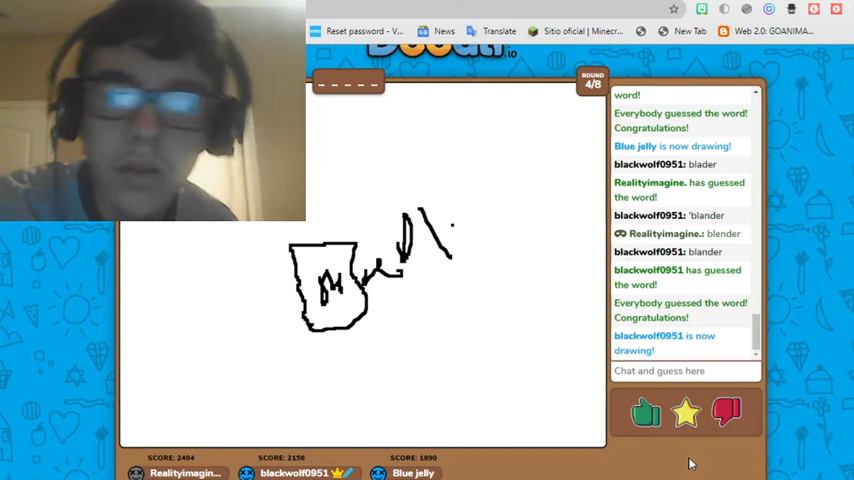 Reset password - V...
News
Translate
Sitio oficial | Minecr...
New Tab
Web 2.0: GOANIMA...
Doodli
.io
_ _ _ _ _
ROUND
4/8
word!
Everybody guessed the word!
Congratulations!
Blue jelly is now drawing!
blackwolf0951: blader
Realityimagine. has guessed
the word!
blackwolf0951: 'blander
Realityimagine.: blender
blackwolf0951: blander
blackwolf0951 has guessed
the word!
Everybody guessed the word!
Congratulations!
blackwolf0951 is now
drawing!
Chat and guess here
M
SCORE: 2404
SCORE: 2156
SCORE: 1890
Realityimagin...
blackwolf0951
Blue jelly